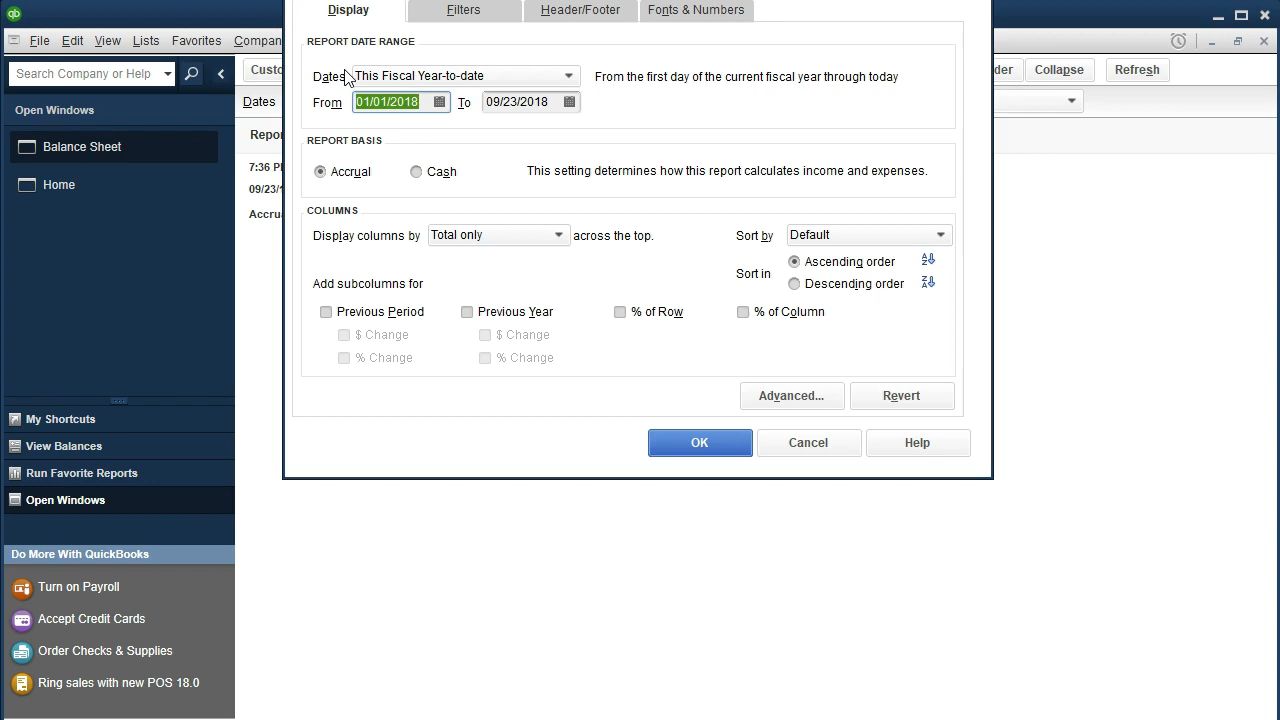 qb
Display
Filters
Header/Footer
Fonts & Numbers
File
Edit
View
Lists
Favorites
Compan
REPORT DATE RANGE
Search Company or Help
Custo
Dates
This Fiscal Year-to-date
From the first day of the current fiscal year through today
der
Collapse
Refresh
Open Windows
Dates
From
01/01/2018
To
09/23/2018
Balance Sheet
Repor
REPORT BASIS
7:36 P
Accrual
Cash
This setting determines how this report calculates income and expenses.
Home
09/23/
Accrua
COLUMNS
Display columns by
Total only
across the top.
Sort by
Default
Sort in
Ascending order
Descending order
Add subcolumns for
Previous Period
Previous Year
% of Row
% of Column
$ Change
$ Change
% Change
% Change
Advanced...
Revert
OK
Cancel
Help
My Shortcuts
View Balances
Run Favorite Reports
Open Windows
Do More With QuickBooks
Turn on Payroll
Accept Credit Cards
Order Checks & Supplies
Ring sales with new POS 18.0